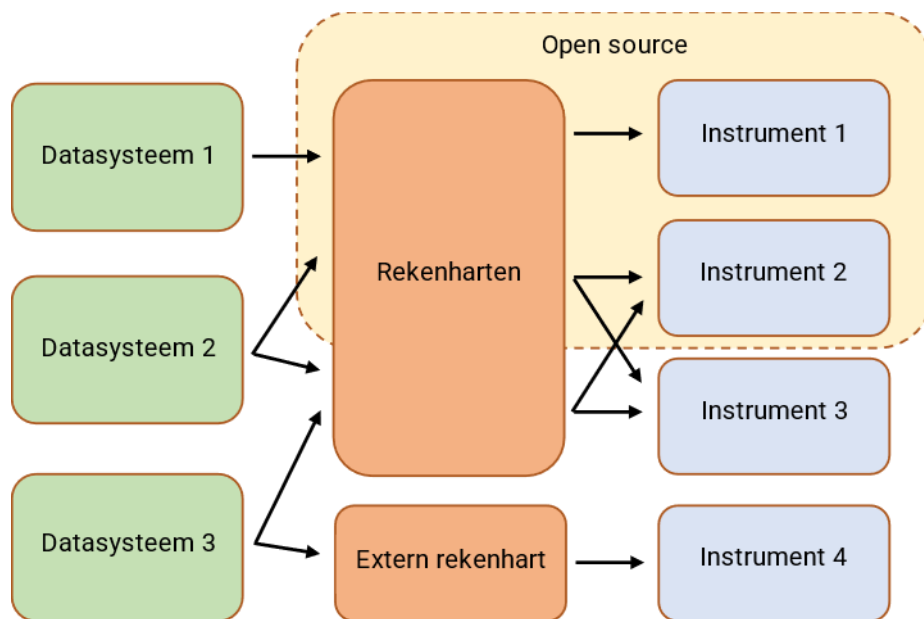 Open source
Datasysteem 1
Instrument 1
Rekenharten
Instrument 2
Datasysteem 2
Instrument 3
Datasysteem 3
Extern rekenhart
Instrument 4